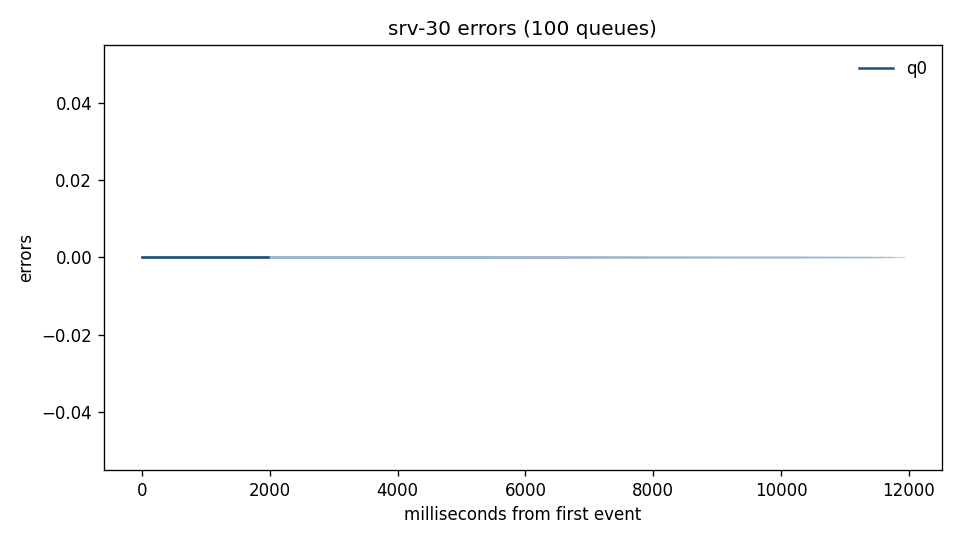 srv-30 errors (100 queues)
q0
0.04
0.02
0.00
−0.02
−0.04
errors
0 2000 4000 6000 8000 10000 12000
milliseconds from first event